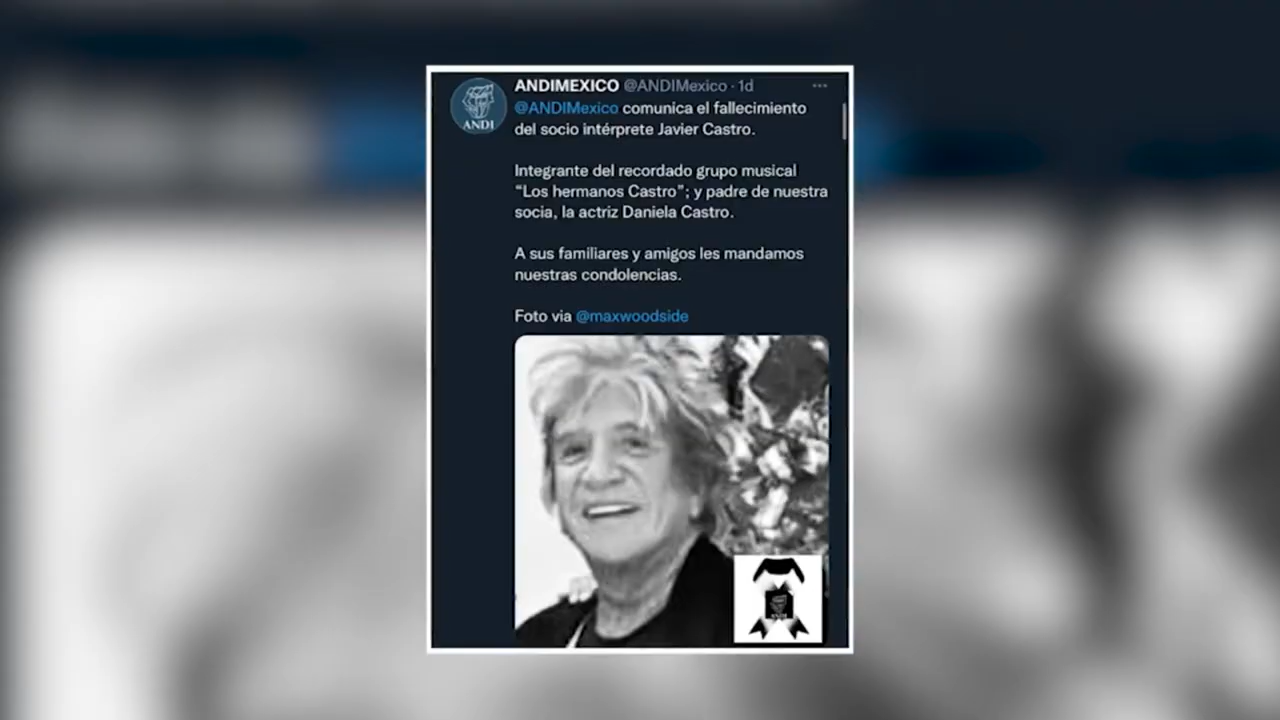 ANDIMEXICO @ANDIMexico · 1d
@ANDIMexico comunica el fallecimiento
del socio intérprete Javier Castro.
Integrante del recordado grupo musical
“Los hermanos Castro”; y padre de nuestra
socia, la actriz Daniela Castro.
A sus familiares y amigos les mandamos
nuestras condolencias.
Foto via @maxwoodside
ANDI
ANDI